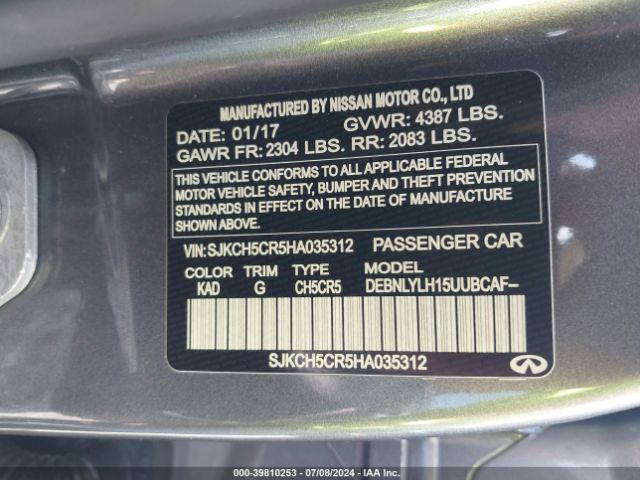 MANUFACTURED BY NISSAN MOTOR CO., LTD
DATE: 01/17 GVWR: 4387 LBS.
GAWR FR: 2304 LBS. RR: 2083 LBS.
THIS VEHICLE CONFORMS TO ALL APPLICABLE FEDERAL
MOTOR VEHICLE SAFETY, BUMPER AND THEFT PREVENTION
STANDARDS IN EFFECT ON THE DATE OF MANUFACTURE
SHOWN ABOVE.
VIN: SJKCH5CR5HA035312 PASSENGER CAR
COLOR TRIM TYPE MODEL
KAD G CH5CR5 DEBNLYLH15UUBCAF-
SJKCH5CR5HA035312
000-39810253 - 07/08/2024 - IAA Inc.